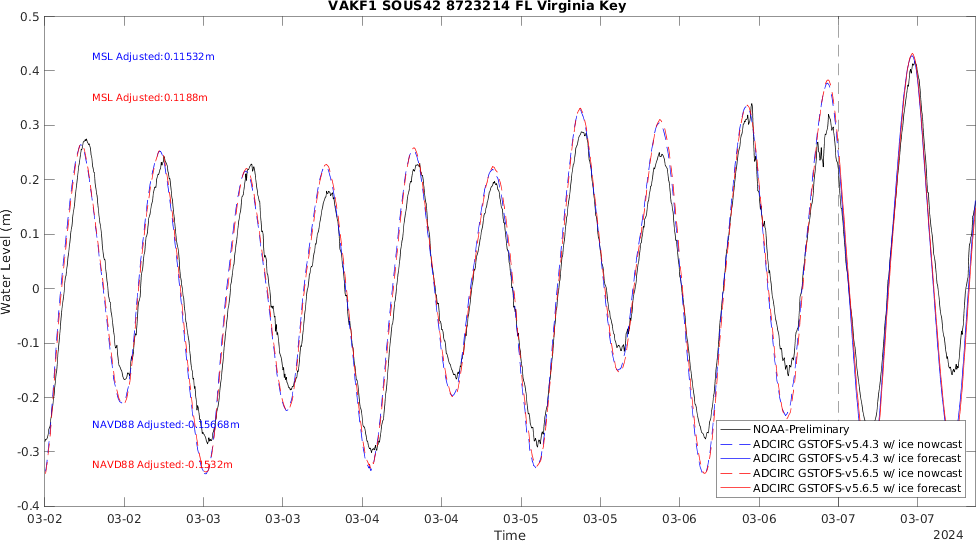 VAKF1 SOUS42 8723214 FL Virginia Key
0.5
0.4
0.3
0.2
0.1
0
-0.1
-0.2
-0.3
-0.4
Water Level (m)
MSL Adjusted:0.11532m
MSL Adjusted:0.1188m
NAVD88 Adjusted:-0.15668m
NAVD88 Adjusted:-0.1532m
NOAA-Preliminary
ADCIRC GSTOFS-v5.4.3 w/ ice nowcast
ADCIRC GSTOFS-v5.4.3 w/ ice forecast
ADCIRC GSTOFS-v5.6.5 w/ ice nowcast
ADCIRC GSTOFS-v5.6.5 w/ ice forecast
03-02 03-02 03-03 03-03 03-04 03-04 03-05 03-05 03-06 03-06 03-07 03-07
Time
2024